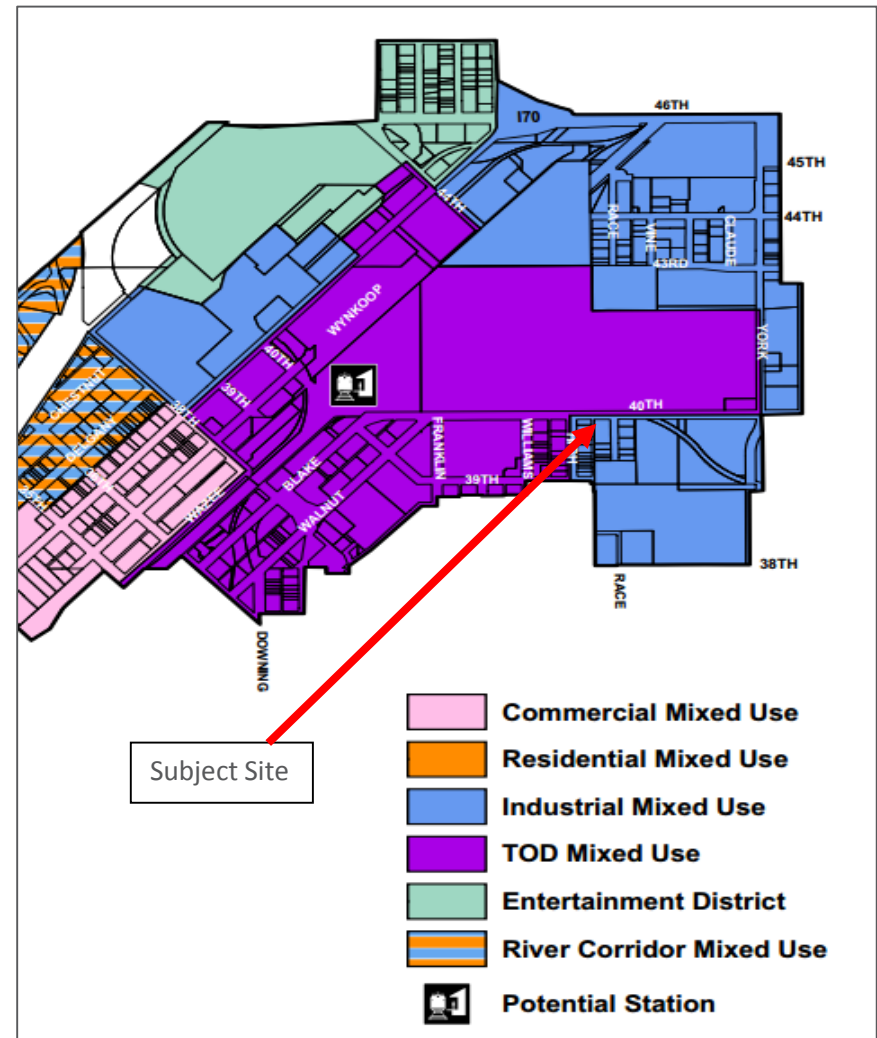 46TH
I70
45TH
44TH
44TH
RACE
VINE
CLAUDE
43RD
WYNKOOP
YORK
40TH
39TH
40TH
CHESTNUT
38TH
DELGANY
FRANKLIN
WILLIAMS
BLAKE
39TH
WAZEE
WALNUT
38TH
RACE
DOWNING
Subject Site
Commercial Mixed Use
Residential Mixed Use
Industrial Mixed Use
TOD Mixed Use
Entertainment District
River Corridor Mixed Use
Potential Station